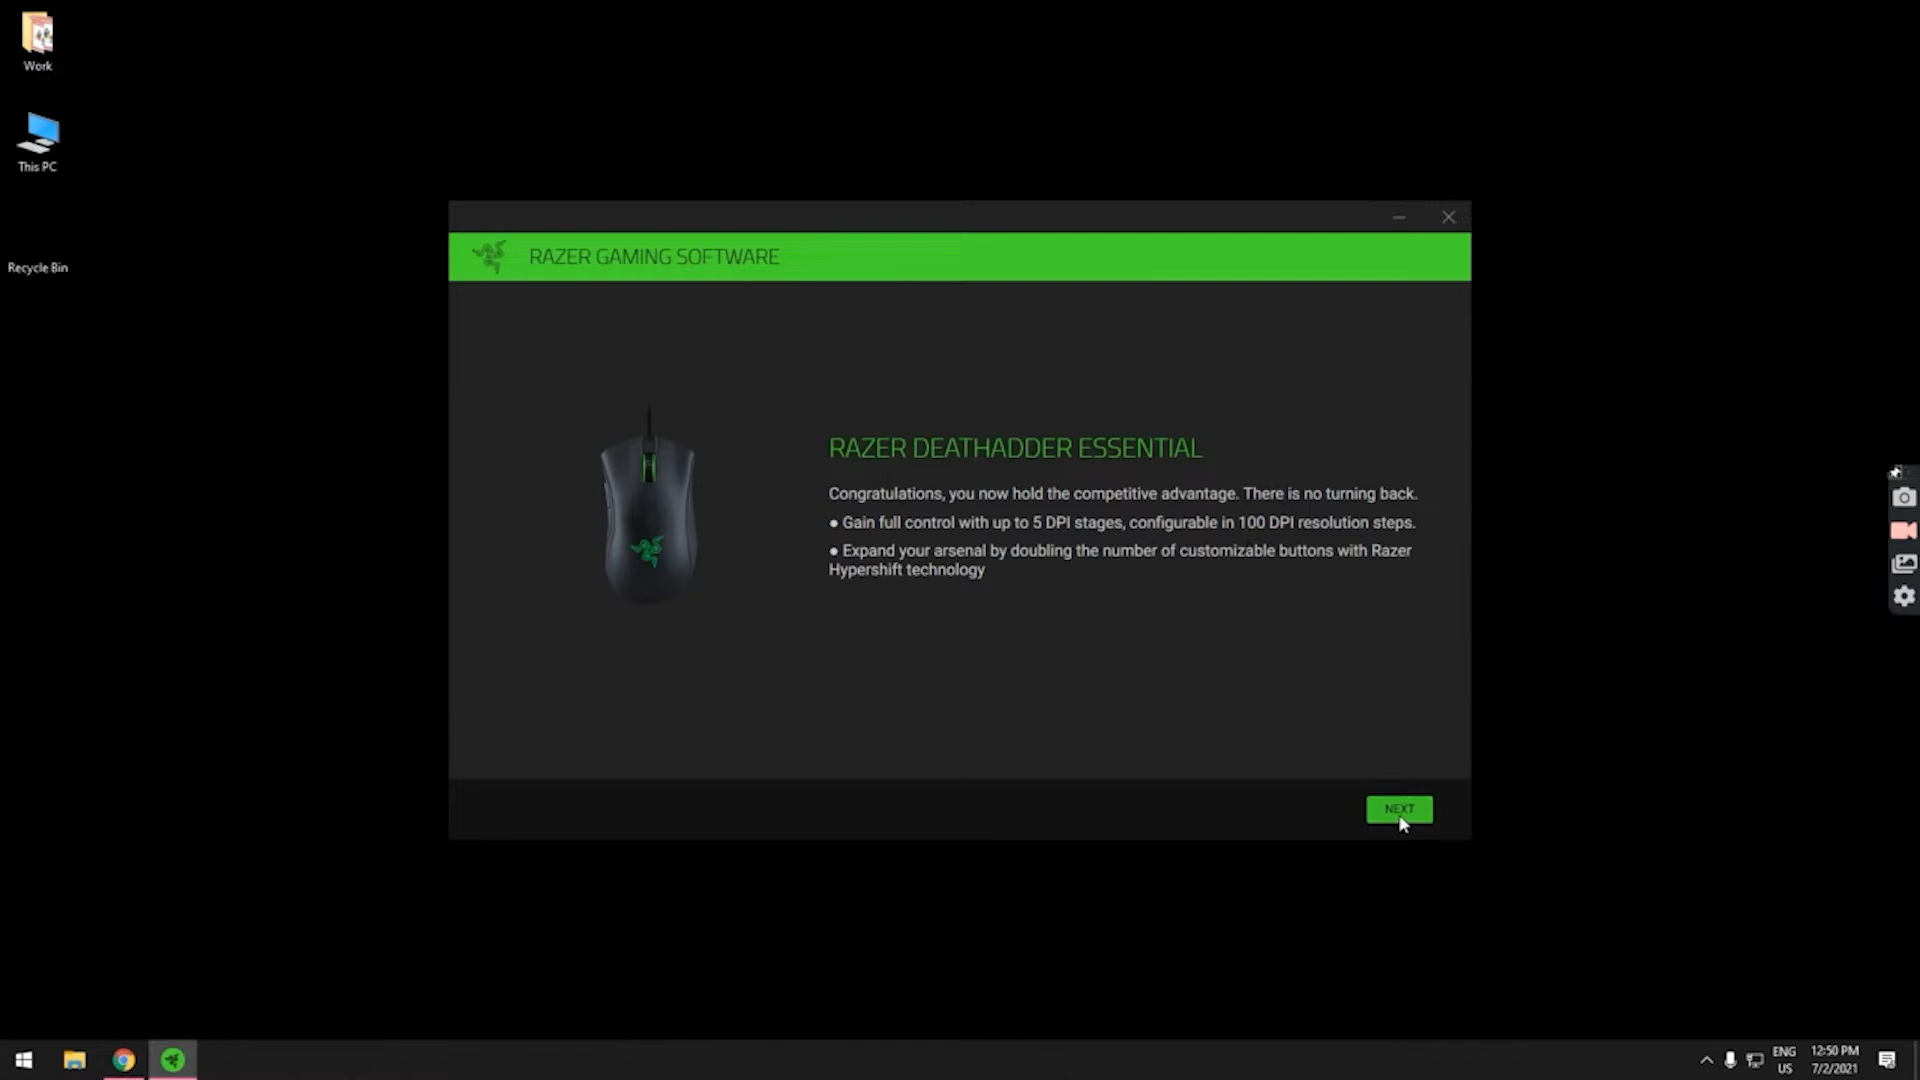 Work
This PC
Recycle Bin
RAZER GAMING SOFTWARE
RAZER DEATHADDER ESSENTIAL
Congratulations, you now hold the competitive advantage. There is no turning back.
● Gain full control with up to 5 DPI stages, configurable in 100 DPI resolution steps.
● Expand your arsenal by doubling the number of customizable buttons with Razer
Hypershift technology
NEXT
ENG
US
12:50 PM
7/2/2021